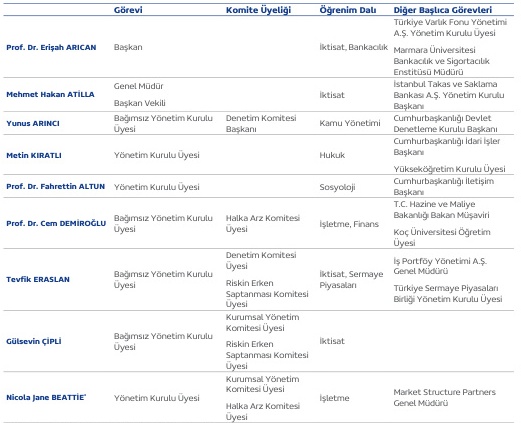 Görevi Komite Üyeliği Öğrenim Dalı Diğer Başlıca Görevleri
Prof. Dr. Erişah ARICAN Başkan İktisat, Bankacılık
Türkiye Varlık Fonu Yönetimi
A.Ş. Yönetim Kurulu Üyesi
Marmara Üniversitesi
Bankacılık ve Sigortacılık
Enstitüsü Müdürü
Mehmet Hakan ATİLLA
Genel Müdür
Başkan Vekili
İktisat
İstanbul Takas ve Saklama
Bankası A.Ş. Yönetim Kurulu
Başkanı
Yunus ARINCI
Bağımsız Yönetim Kurulu
Üyesi
Denetim Komitesi
Başkanı
Kamu Yönetimi
Cumhurbaşkanlığı Devlet
Denetleme Kurulu Başkanı
Metin KIRATLI Yönetim Kurulu Üyesi Hukuk
Cumhurbaşkanlığı İdari İşler
Başkanı
Yükseköğretim Kurulu Üyesi
Prof. Dr. Fahrettin ALTUN Yönetim Kurulu Üyesi Sosyoloji
Cumhurbaşkanlığı İletişim
Başkanı
Prof. Dr. Cem DEMİROĞLU
Bağımsız Yönetim Kurulu
Üyesi
Halka Arz Komitesi
Üyesi
İşletme, Finans
T.C. Hazine ve Maliye
Bakanlığı Bakan Müşaviri
Koç Üniversitesi Öğretim
Üyesi
Tevfik ERASLAN
Bağımsız Yönetim Kurulu
Üyesi
Denetim Komitesi
Üyesi
Riskin Erken
Saptanması Komitesi
Üyesi
İktisat, Sermaye
Piyasaları
İş Portföy Yönetimi A.Ş.
Genel Müdürü
Türkiye Sermaye Piyasaları
Birliği Yönetim Kurulu Üyesi
Gülsevin ÇİPLİ
Bağımsız Yönetim Kurulu
Üyesi
Kurumsal Yönetim
Komitesi Üyesi
Riskin Erken
Saptanması Komitesi
Üyesi
İktisat
Nicola Jane BEATTİE* Yönetim Kurulu Üyesi
Kurumsal Yönetim
Komitesi Üyesi
Halka Arz Komitesi
Üyesi
İşletme
Market Structure Partners
Genel Müdürü